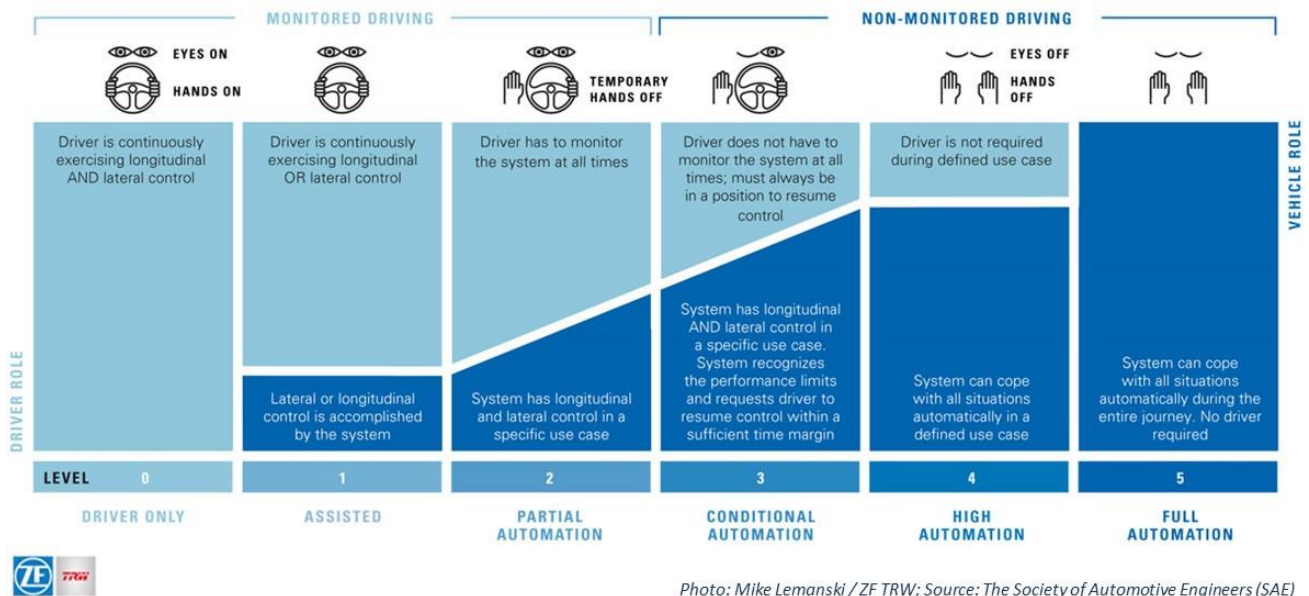 MONITORED DRIVING
NON-MONITORED DRIVING
EYES ON
HANDS ON
TEMPORARY
HANDS OFF
EYES OFF
HANDS
OFF
Driver is continuously
exercising longitudinal
AND lateral control
Driver is continuously
exercising longitudinal
OR lateral control
Driver has to monitor
the system at all times
Driver does not have to
monitor the system at all
times; must always be
in a position to resume
control
Driver is not required
during defined use case
VEHICLE ROLE
DRIVER ROLE
Lateral or longitudinal
control is accomplished
by the system
System has longitudinal
and lateral control in a
specific use case
System has longitudinal
AND lateral control in
a specific use case.
System recognizes
the performance limits
and requests driver to
resume control within a
sufficient time margin
System can cope
with all situations
automatically in a
defined use case
System can cope
with all situations
automatically during the
entire journey. No driver
required
LEVEL 0 1 2 3 4 5
DRIVER ONLY
ASSISTED
PARTIAL
AUTOMATION
CONDITIONAL
AUTOMATION
HIGH
AUTOMATION
FULL
AUTOMATION
ZF
TRW
Photo: Mike Lemanski / ZF TRW; Source: The Society of Automotive Engineers (SAE)